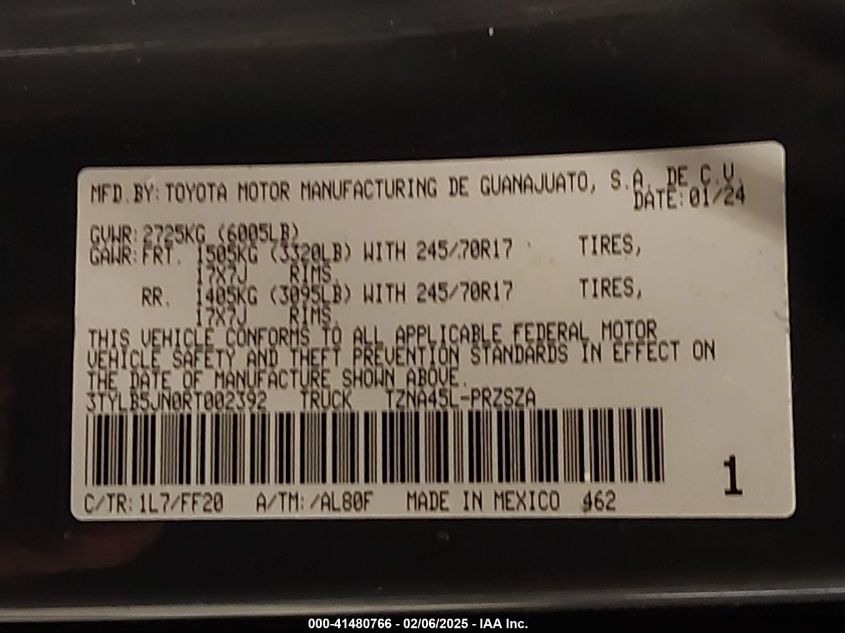 MFD.BY:TOYOTA MOTOR MANUFACTURING DE GUANAJUATO, S.A. DE C.V.
DATE:01/24
GVWR:2725KG (6005LB)
GAWR:FRT. 1505KG (3320LB) WITH 245/70R17 TIRES,
17X7J RIMS,
RR. 1405KG (3095LB) WITH 245/70R17 TIRES,
17X7J RIMS,
THIS VEHICLE CONFORMS TO ALL APPLICABLE FEDERAL MOTOR
VEHICLE SAFETY AND THEFT PREVENTION STANDARDS IN EFFECT ON
THE DATE OF MANUFACTURE SHOWN ABOVE.
3TYLB5JN0RT002392 TRUCK TZNA45L-PRZSZA
1
C/TR:1L7/FF20 A/TM:/AL80F MADE IN MEXICO 462
000-41480766 - 02/06/2025 - IAA Inc.